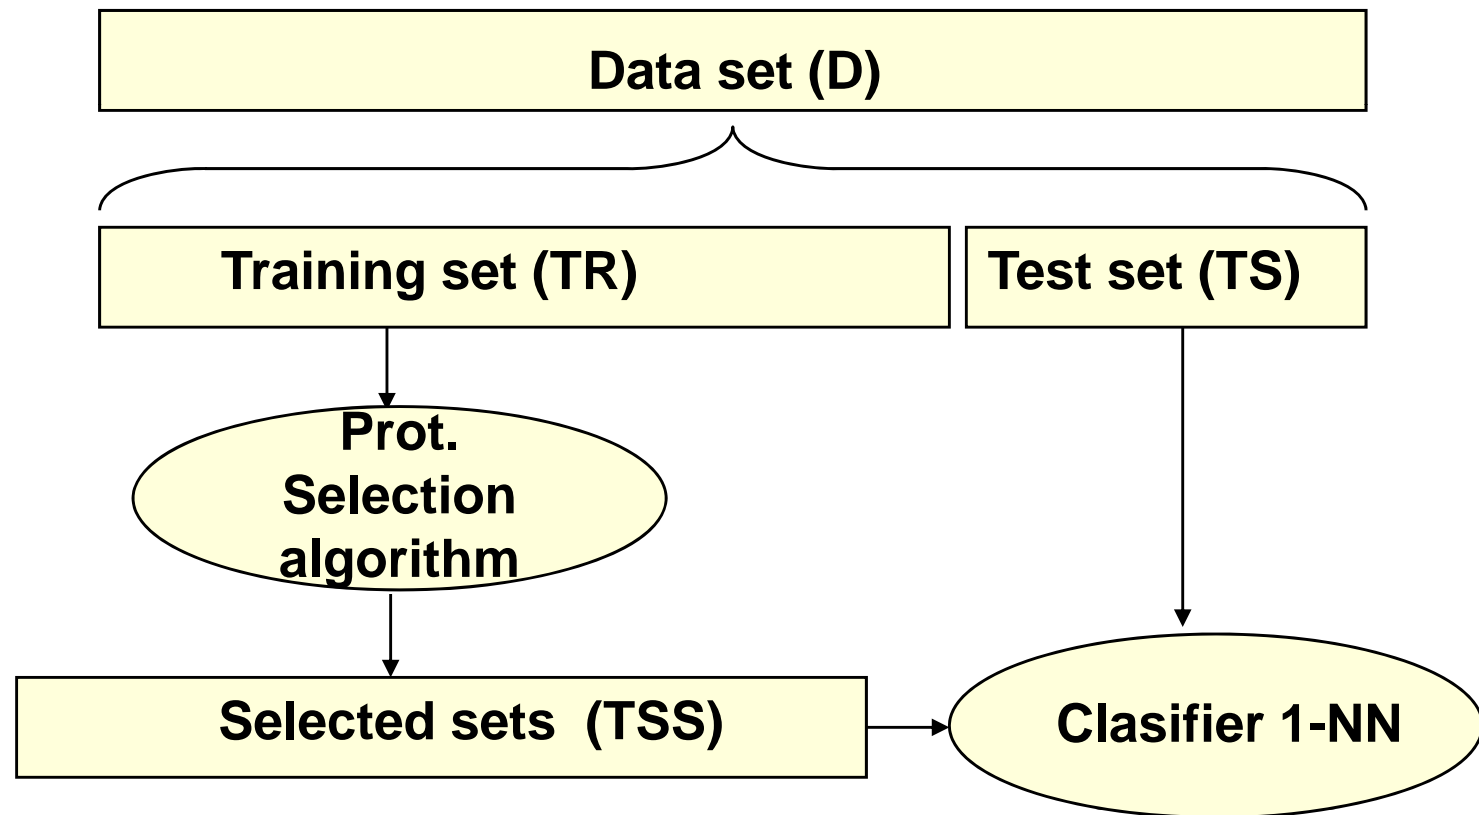 Data set (D)
Training set (TR)
Test set (TS)
Prot.
Selection
algorithm
Selected sets (TSS)
Clasifier 1-NN